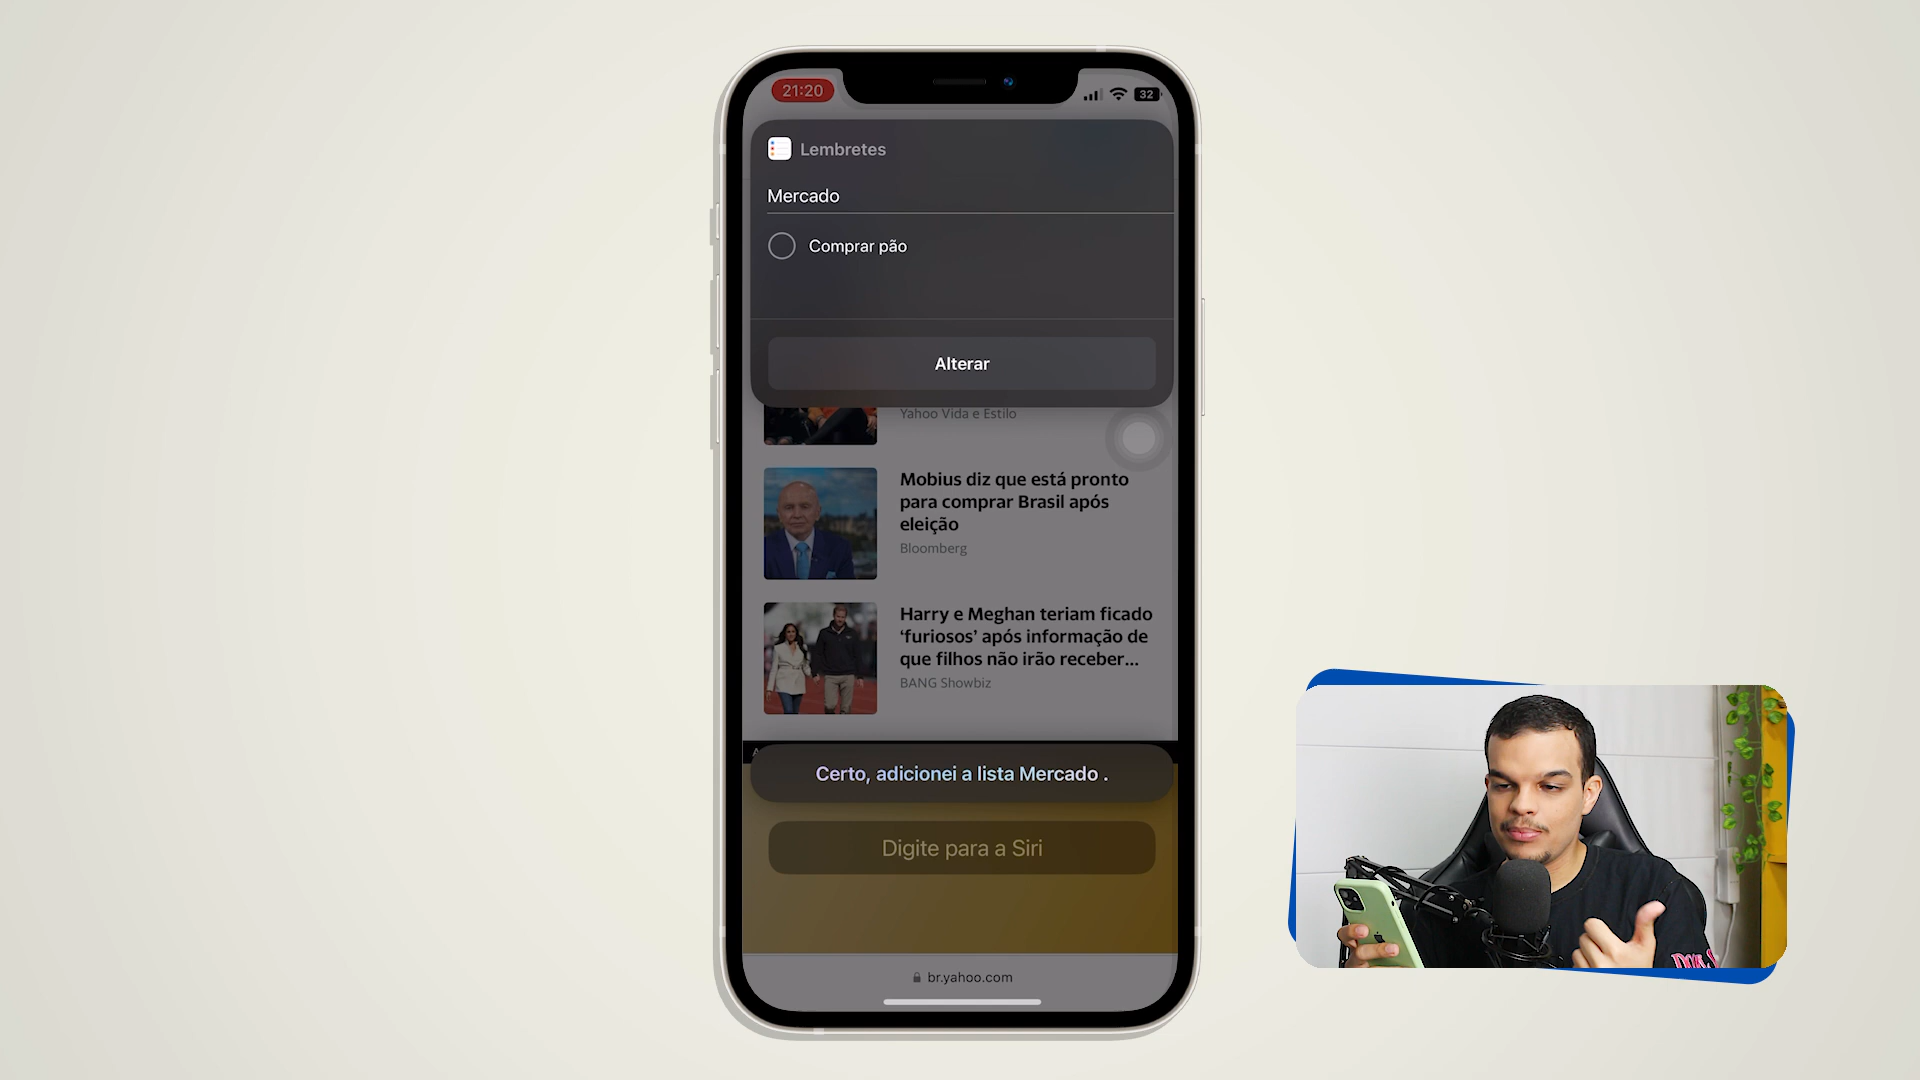 21:20
32
Lembretes
Mercado
Comprar pão
Alterar
Yahoo Vida e Estilo
Mobius diz que está pronto
para comprar Brasil após
eleição
Bloomberg
Harry e Meghan teriam ficado
‘furiosos’ após informação de
que filhos não irão receber...
BANG Showbiz
Certo, adicionei a lista Mercado .
Digite para a Siri
br.yahoo.com